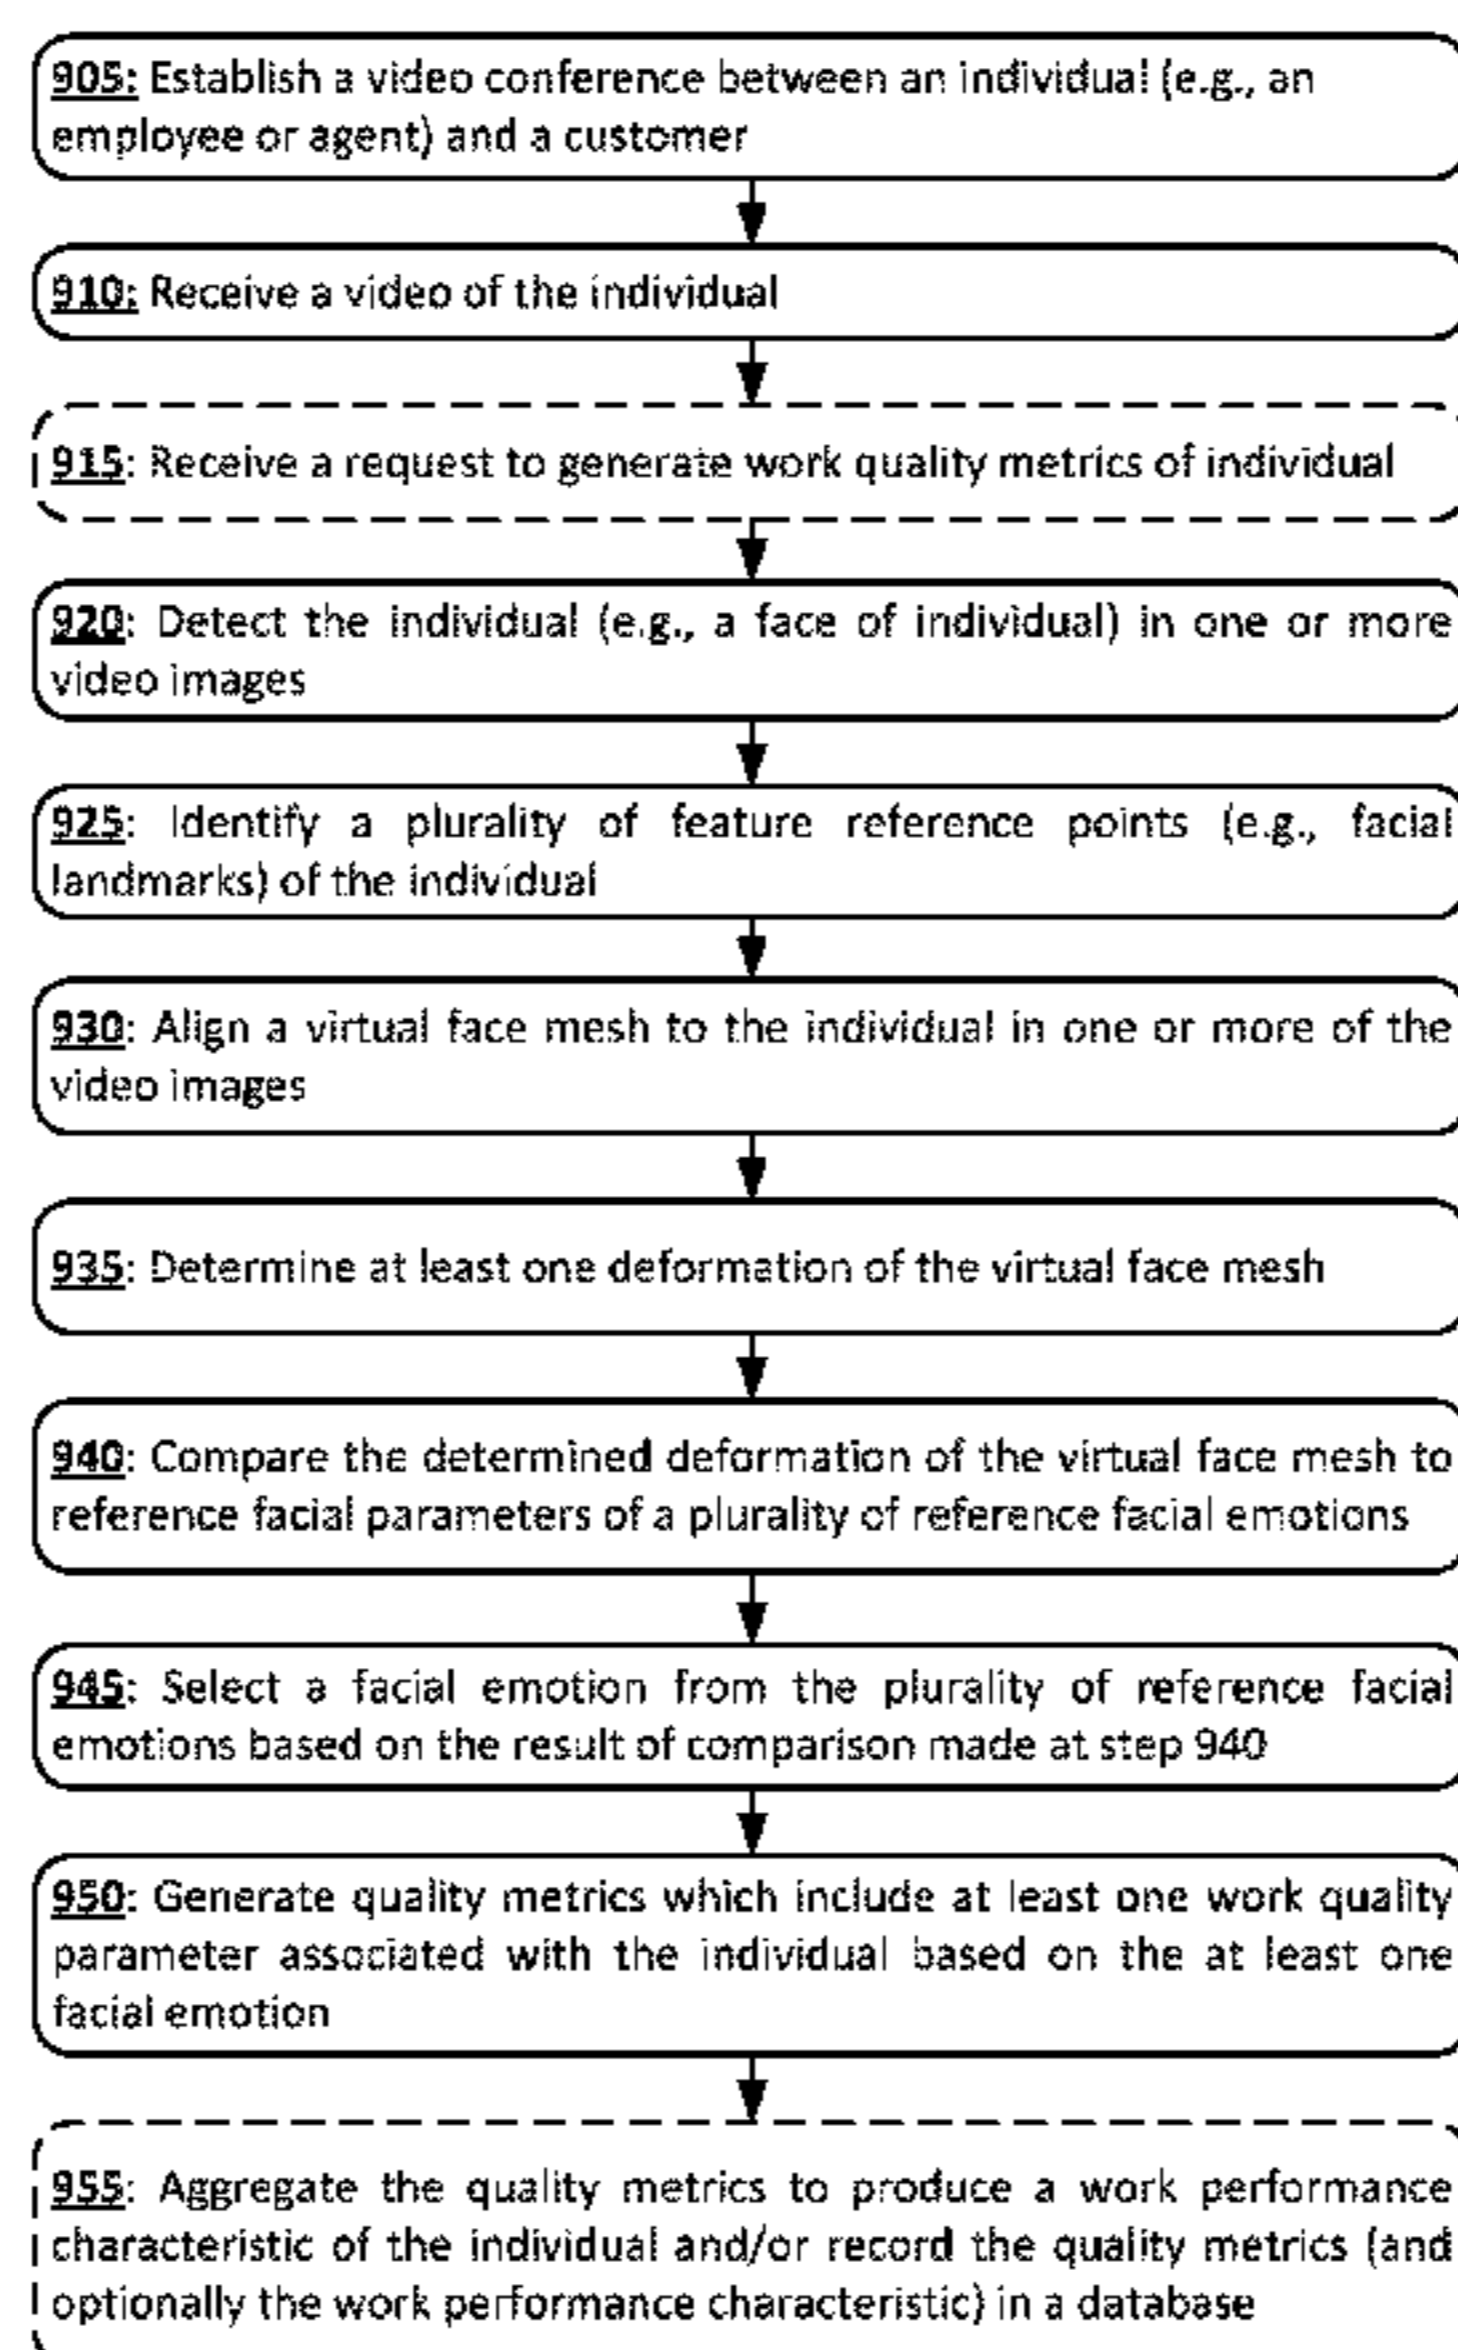 905: Establish a video conference between an individual (e.g., an
employee or agent) and a customer
910: Receive a video of the individual
915: Receive a request to generate work quality metrics of individual
920: Detect the individual (e.g., a face of individual) in one or more
video images
925: Identify a plurality of feature reference points (e.g., facial
landmarks) of the individual
930: Align a virtual face mesh to the individual in one or more of the
video images
935: Determine at least one deformation of the virtual face mesh
940: Compare the determined deformation of the virtual face mesh to
reference facial parameters of a plurality of reference facial emotions
945: Select a facial emotion from the plurality of reference facial
emotions based on the result of comparison made at step 940
950: Generate quality metrics which include at least one work quality
parameter associated with the individual based on the at least one
facial emotion
955: Aggregate the quality metrics to produce a work performance
characteristic of the individual and/or record the quality metrics (and
optionally the work performance characteristic) in a database